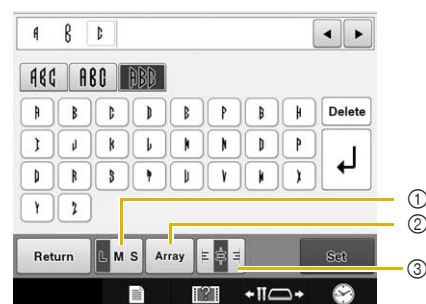 A B C
ABC ABC ABC
A B C D E F G H Delete
I J K L M N O P
Q R S T U V W X
Y Z
①
②
Return L M S Array Set
③